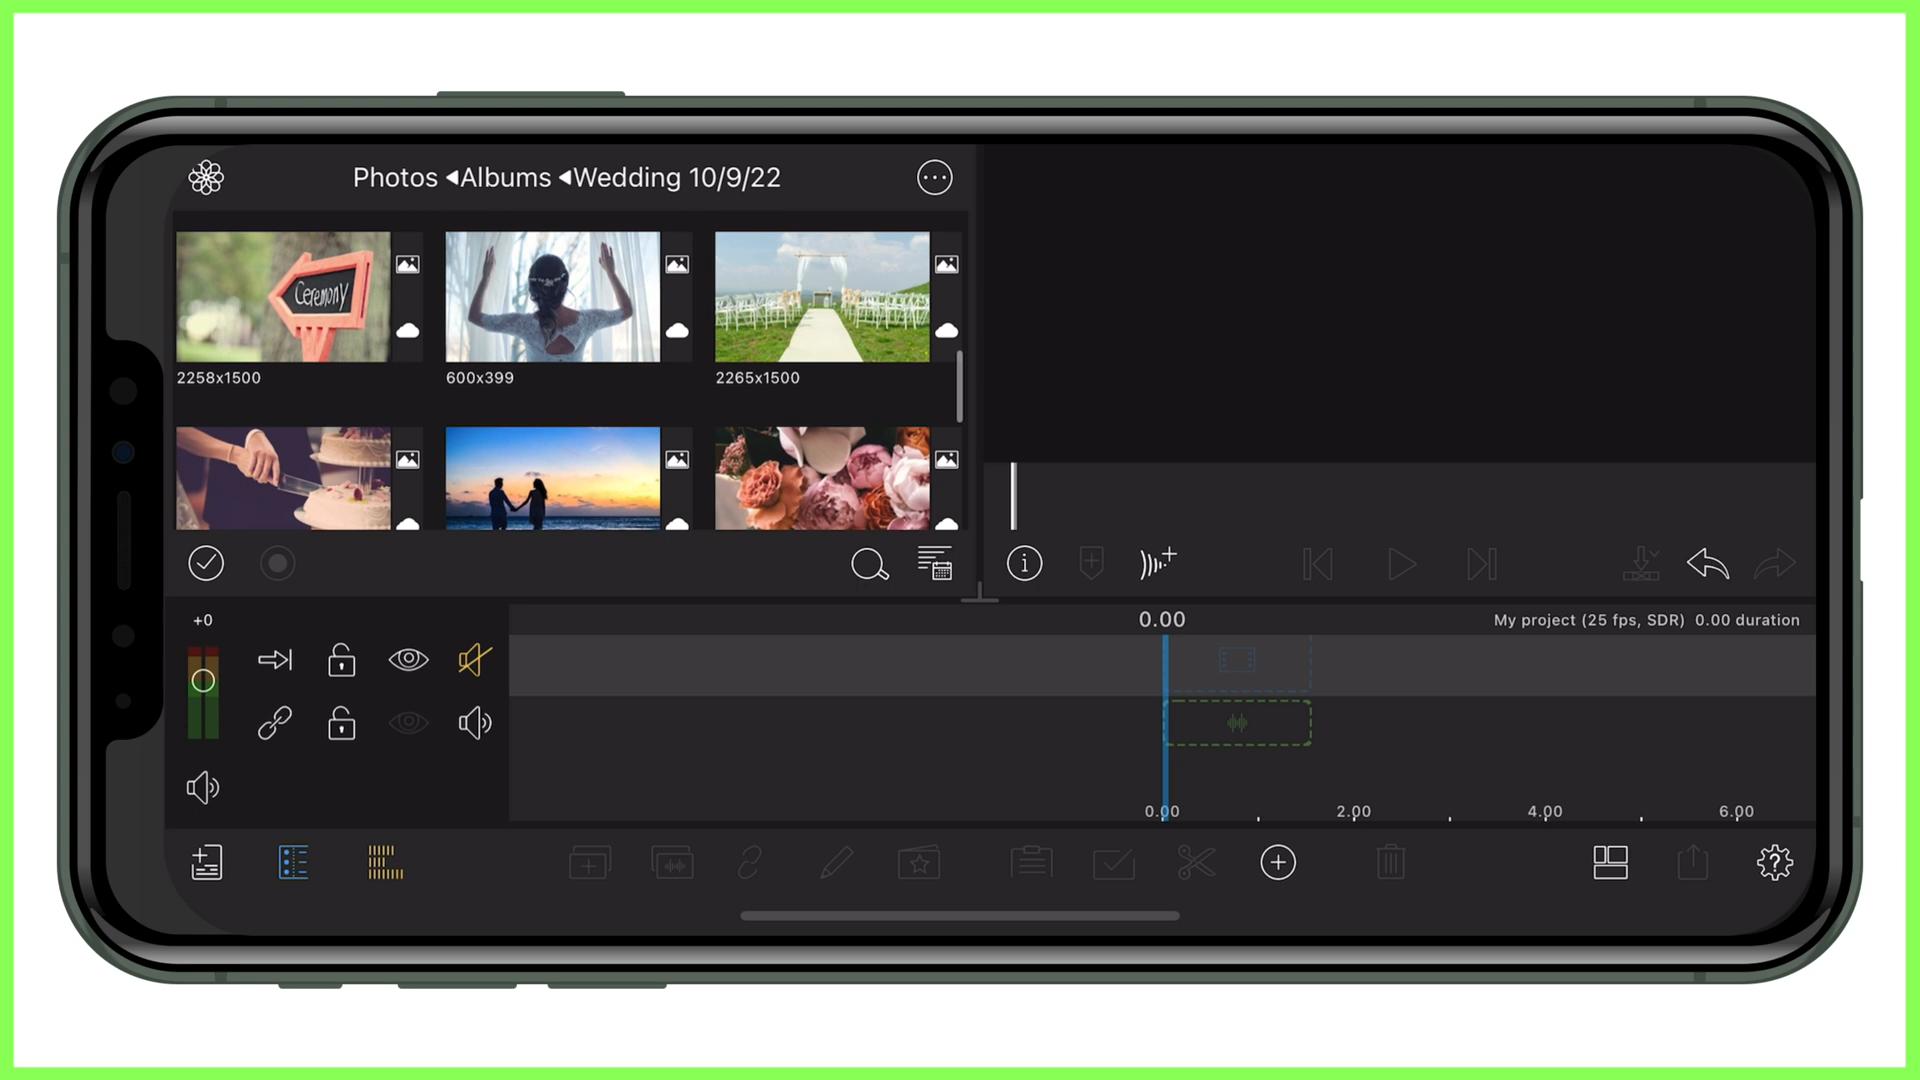 Photos ◀Albums ◀Wedding 10/9/22
Ceremony
2258x1500
600x399
2265x1500
+0
0.00
My project (25 fps, SDR) 0.00 duration
0.00
2.00
4.00
6.00